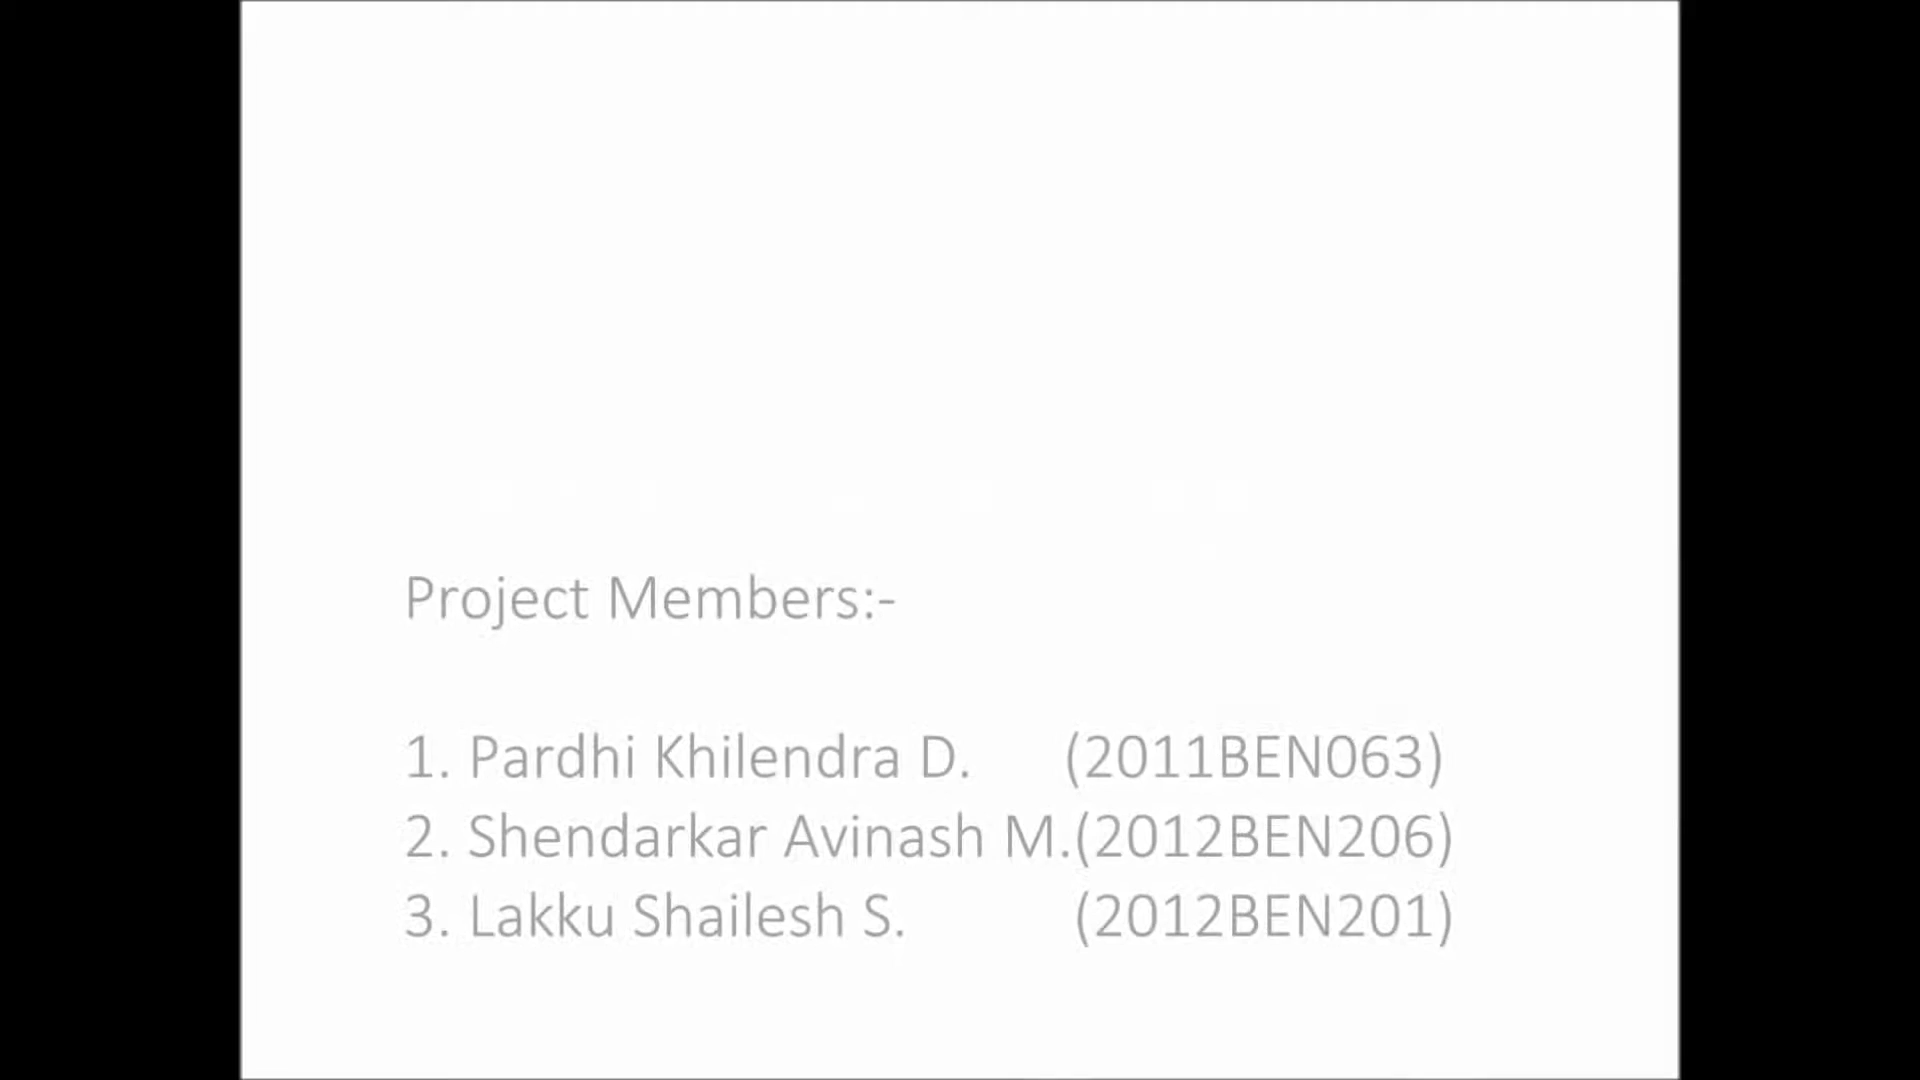 Project Members:-
1. Pardhi Khilendra D. (2011BEN063)
2. Shendarkar Avinash M.(2012BEN206)
3. Lakku Shailesh S. (2012BEN201)